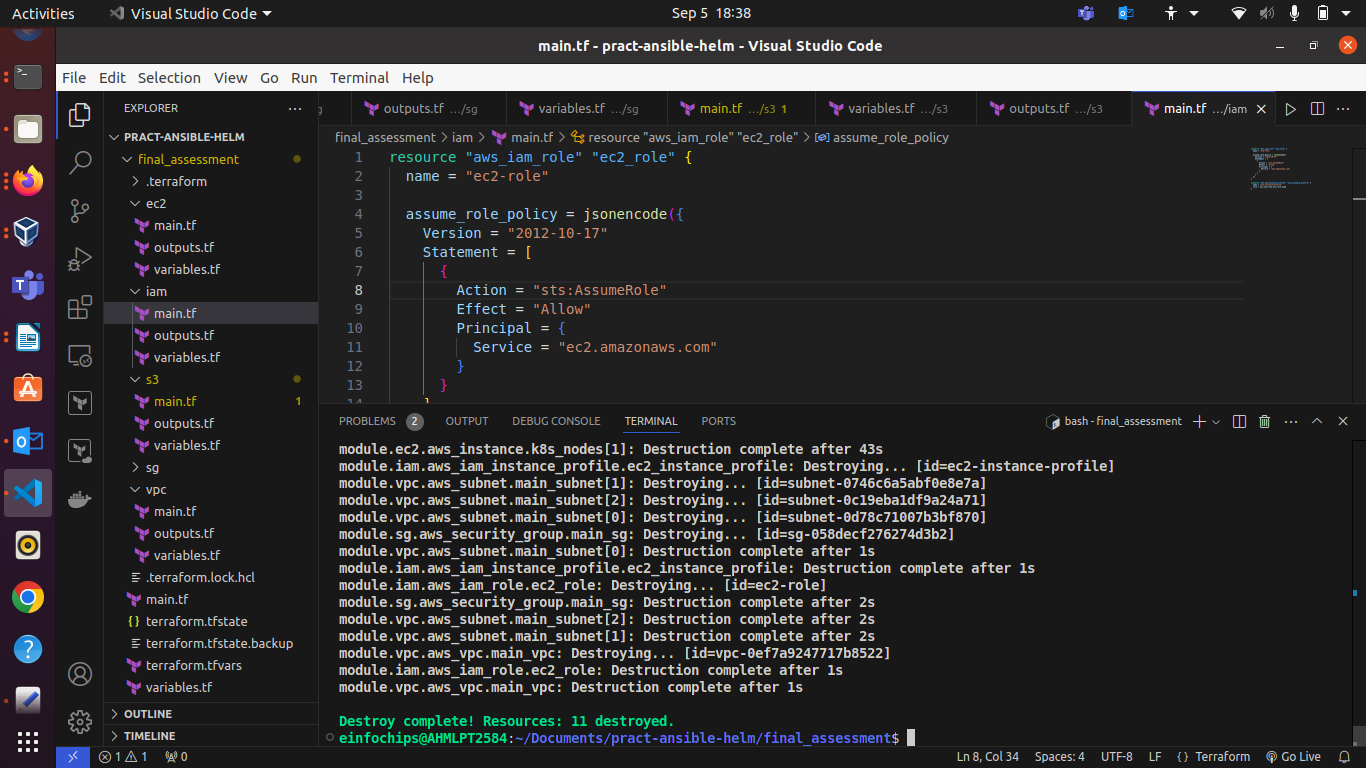 Activities
Visual Studio Code
Sep 5 18:38
main.tf - pract-ansible-helm - Visual Studio Code
File Edit Selection View Go Run Terminal Help
EXPLORER
PRACT-ANSIBLE-HELM
final_assessment
.terraform
ec2
main.tf
outputs.tf
variables.tf
iam
main.tf
outputs.tf
variables.tf
s3
main.tf 1
outputs.tf
variables.tf
sg
vpc
main.tf
outputs.tf
variables.tf
.terraform.lock.hcl
main.tf
terraform.tfstate
terraform.tfstate.backup
terraform.tfvars
variables.tf
OUTLINE
TIMELINE
outputs.tf .../sg
variables.tf .../sg
main.tf .../s3 1
variables.tf .../s3
outputs.tf .../s3
main.tf .../iam
final_assessment > iam > main.tf > resource "aws_iam_role" "ec2_role" > assume_role_policy
1 resource "aws_iam_role" "ec2_role" {
2 name = "ec2-role"
3
4 assume_role_policy = jsonencode({
5 Version = "2012-10-17"
6 Statement = [
7 {
8 Action = "sts:AssumeRole"
9 Effect = "Allow"
10 Principal = {
11 Service = "ec2.amazonaws.com"
12 }
13 }
14 ]
PROBLEMS 2 OUTPUT DEBUG CONSOLE TERMINAL PORTS
bash - final_assessment
module.ec2.aws_instance.k8s_nodes[1]: Destruction complete after 43s
module.iam.aws_iam_instance_profile.ec2_instance_profile: Destroying... [id=ec2-instance-profile]
module.vpc.aws_subnet.main_subnet[1]: Destroying... [id=subnet-0746c6a5abf0e8e7a]
module.vpc.aws_subnet.main_subnet[2]: Destroying... [id=subnet-0c19eba1df9a24a71]
module.vpc.aws_subnet.main_subnet[0]: Destroying... [id=subnet-0d78c71007b3bf870]
module.sg.aws_security_group.main_sg: Destroying... [id=sg-058decf276274d3b2]
module.vpc.aws_subnet.main_subnet[0]: Destruction complete after 1s
module.iam.aws_iam_instance_profile.ec2_instance_profile: Destruction complete after 1s
module.iam.aws_iam_role.ec2_role: Destroying... [id=ec2-role]
module.sg.aws_security_group.main_sg: Destruction complete after 2s
module.vpc.aws_subnet.main_subnet[2]: Destruction complete after 2s
module.vpc.aws_subnet.main_subnet[1]: Destruction complete after 2s
module.vpc.aws_vpc.main_vpc: Destroying... [id=vpc-0ef7a9247717b8522]
module.iam.aws_iam_role.ec2_role: Destruction complete after 1s
module.vpc.aws_vpc.main_vpc: Destruction complete after 1s
Destroy complete! Resources: 11 destroyed.
einfochips@AHMLPT2584:~/Documents/pract-ansible-helm/final_assessment$
1 1 0
Ln 8, Col 34 Spaces: 4 UTF-8 LF { } Terraform Go Live